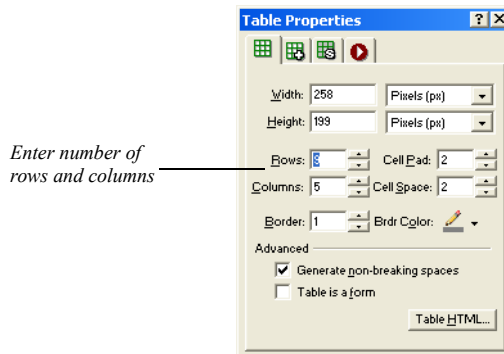 Table Properties
Width: 258 Pixels (px)
Height: 199 Pixels (px)
Enter number of
rows and columns
Rows: Cell Pad: 2
Columns: 5 Cell Space: 2
Border: 1 Brdr Color:
Advanced
Generate non-breaking spaces
Table is a form
Table HTML...